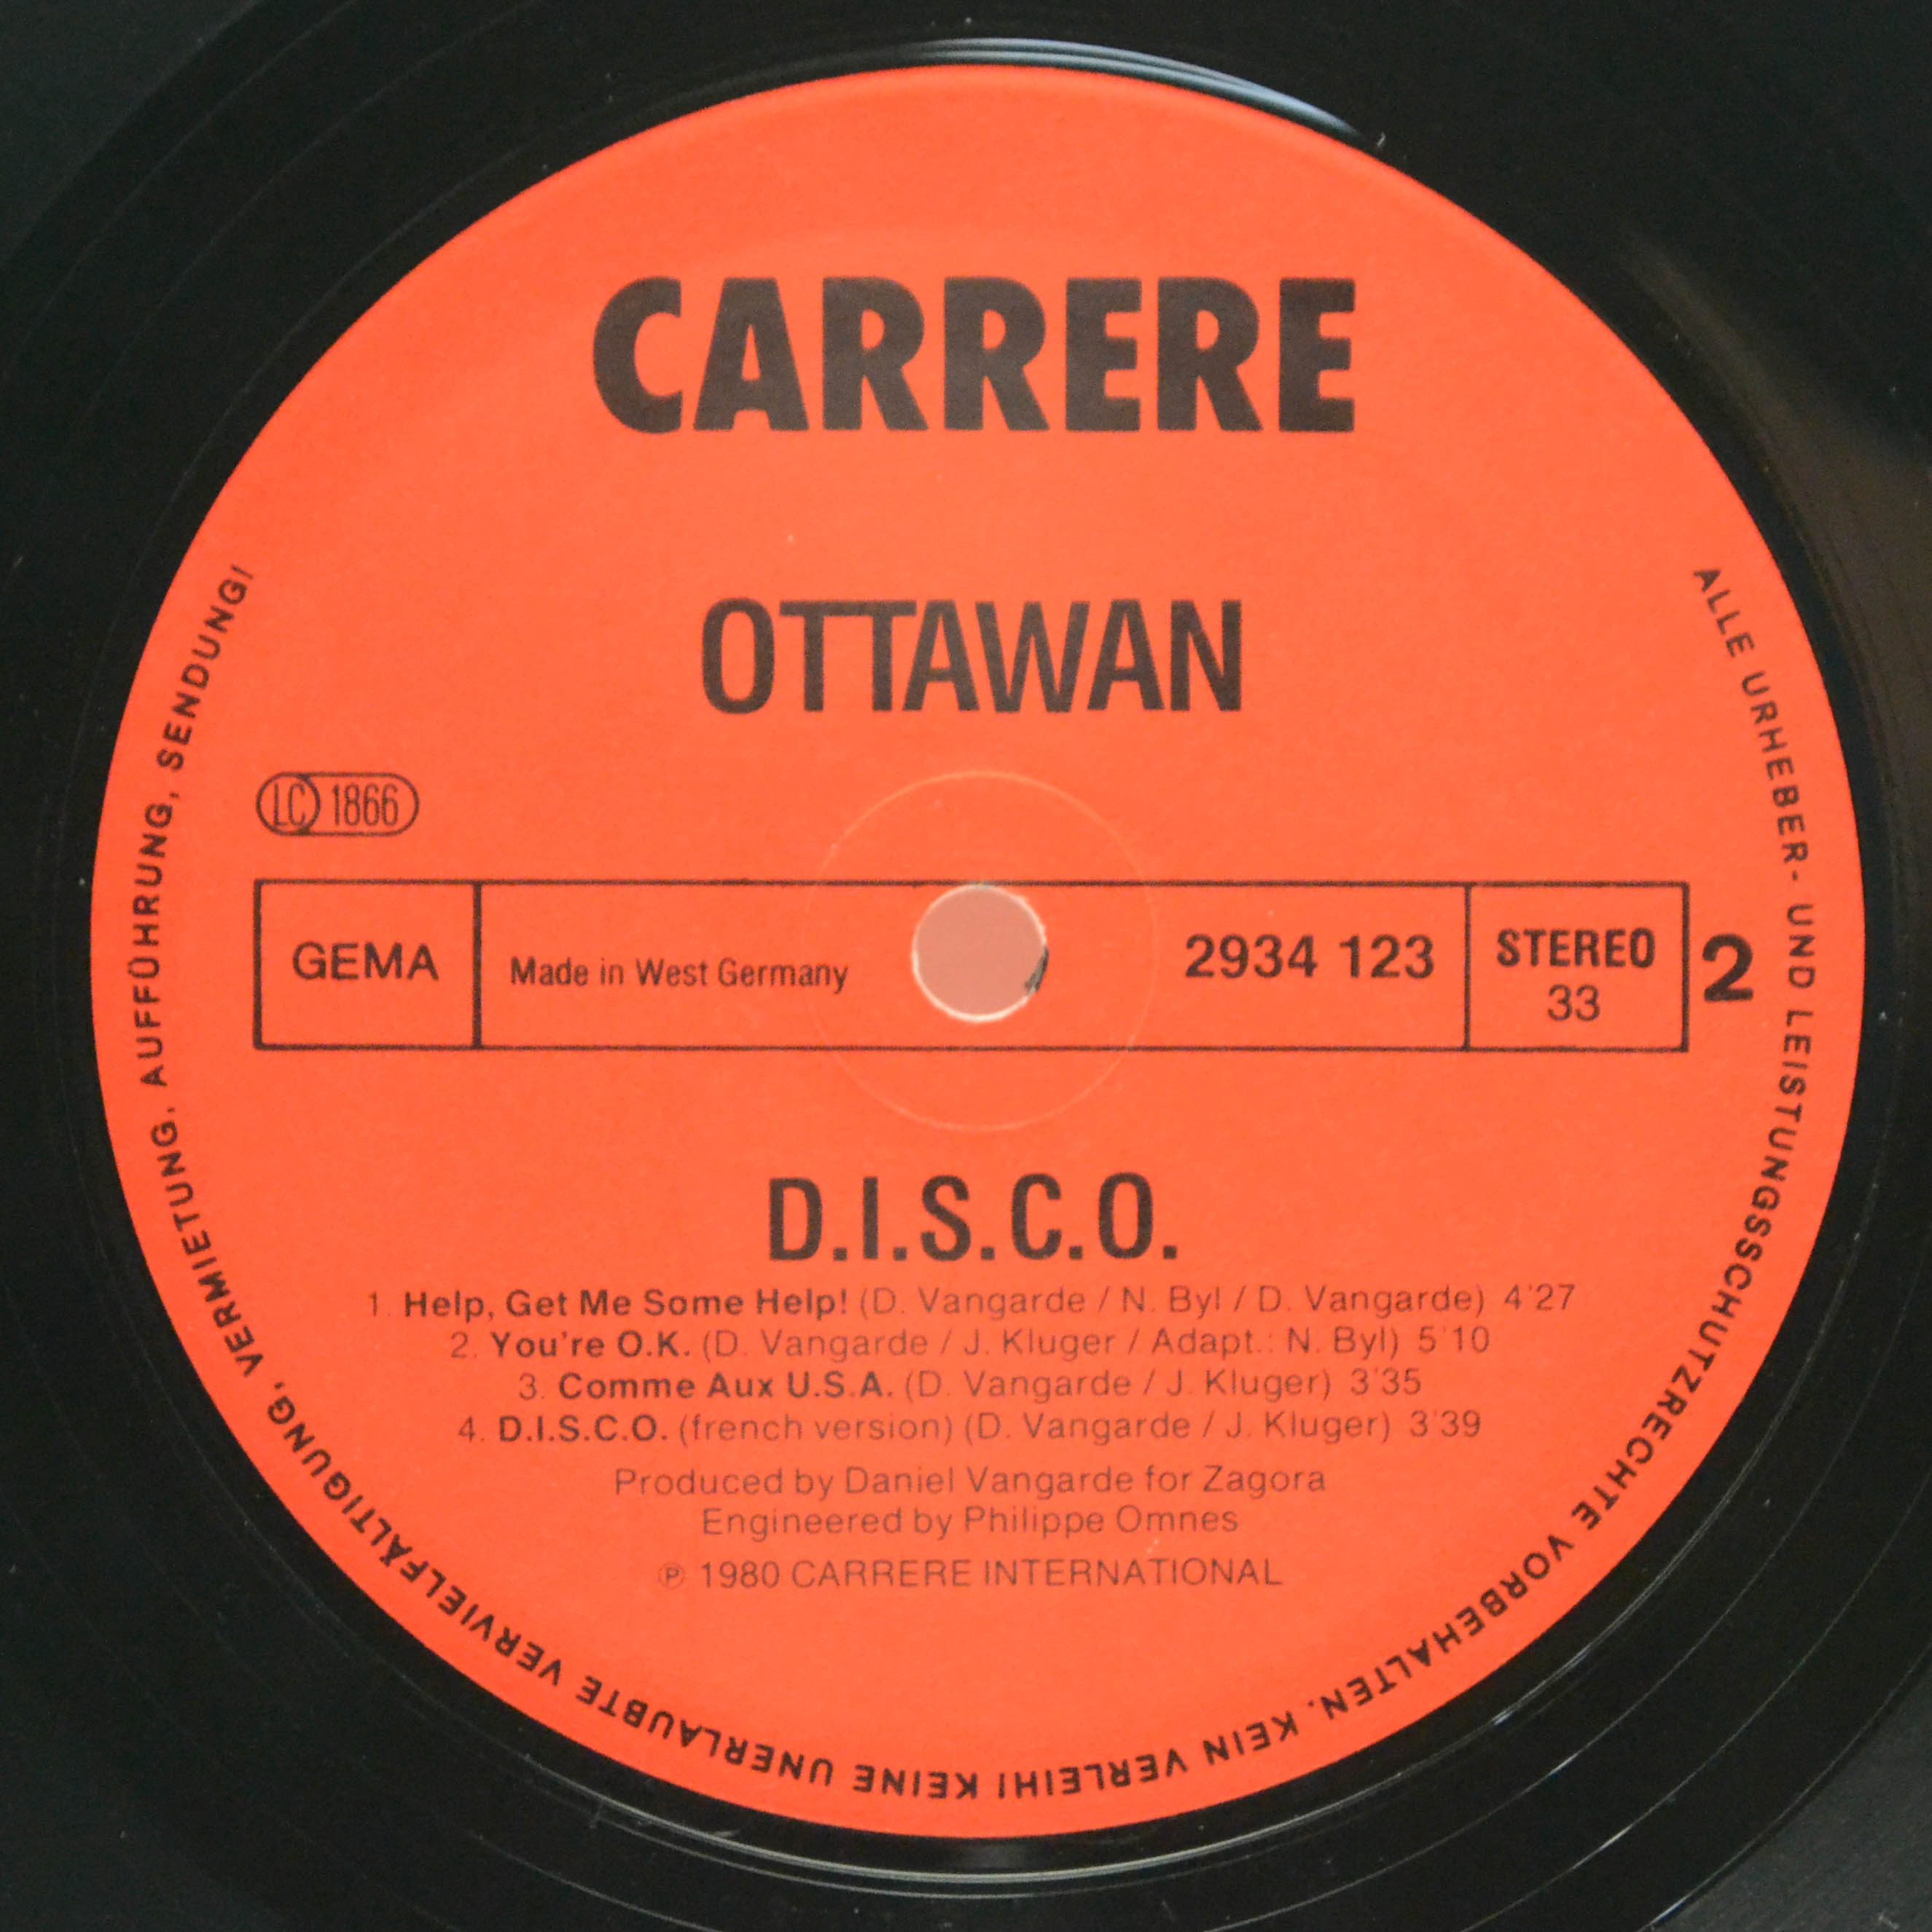 CARRERE
OTTAWAN
LC 1866
GEMA
Made in West Germany
2934 123
STEREO
33
2
D.I.S.C.O.
1. Help, Get Me Some Help! (D. Vangarde / N. Byl / D. Vangarde) 4'27
2. You're O.K. (D. Vangarde / J. Kluger / Adapt.: N. Byl) 5'10
3. Comme Aux U.S.A. (D. Vangarde / J. Kluger) 3'35
4. D.I.S.C.O. (french version) (D. Vangarde / J. Kluger) 3'39
Produced by Daniel Vangarde for Zagora
Engineered by Philippe Omnes
℗ 1980 CARRERE INTERNATIONAL
ALLE URHEBER- UND LEISTUNGSSCHUTZRECHTE VORBEHALTEN. KEIN VERLEIH! KEINE UNERLAUBTE VERVIELFÄLTIGUNG, VERMIETUNG, AUFFÜHRUNG, SENDUNG!